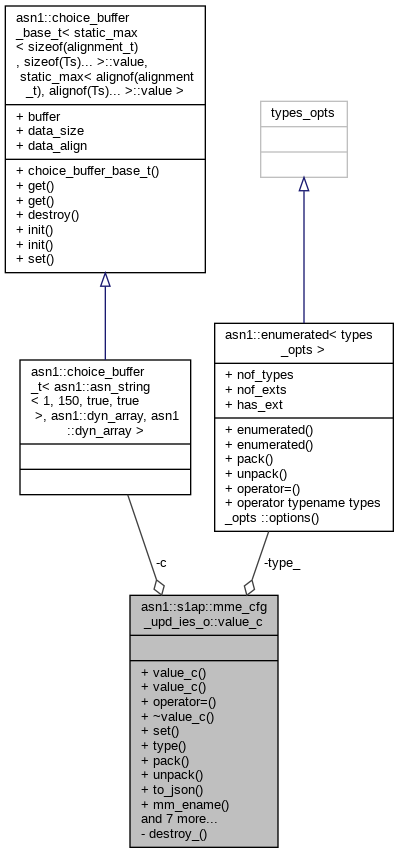 asn1::choice_buffer
_base_t< static_max
< sizeof(alignment_t)
, sizeof(Ts)... >::value,
static_max< alignof(alignment
_t), alignof(Ts)... >::value >
+ buffer
+ data_size
+ data_align
+ choice_buffer_base_t()
+ get()
+ get()
+ destroy()
+ init()
+ init()
+ set()
types_opts
asn1::enumerated< types
_opts >
+ nof_types
+ nof_exts
+ has_ext
+ enumerated()
+ enumerated()
+ pack()
+ unpack()
+ operator=()
+ operator typename types
_opts ::options()
asn1::choice_buffer
_t< asn1::asn_string
< 1, 150, true, true
>, asn1::dyn_array, asn1
::dyn_array >
-c
-type_
asn1::s1ap::mme_cfg
_upd_ies_o::value_c
+ value_c()
+ value_c()
+ operator=()
+ ~value_c()
+ set()
+ type()
+ pack()
+ unpack()
+ to_json()
+ mm_ename()
and 7 more...
- destroy_()